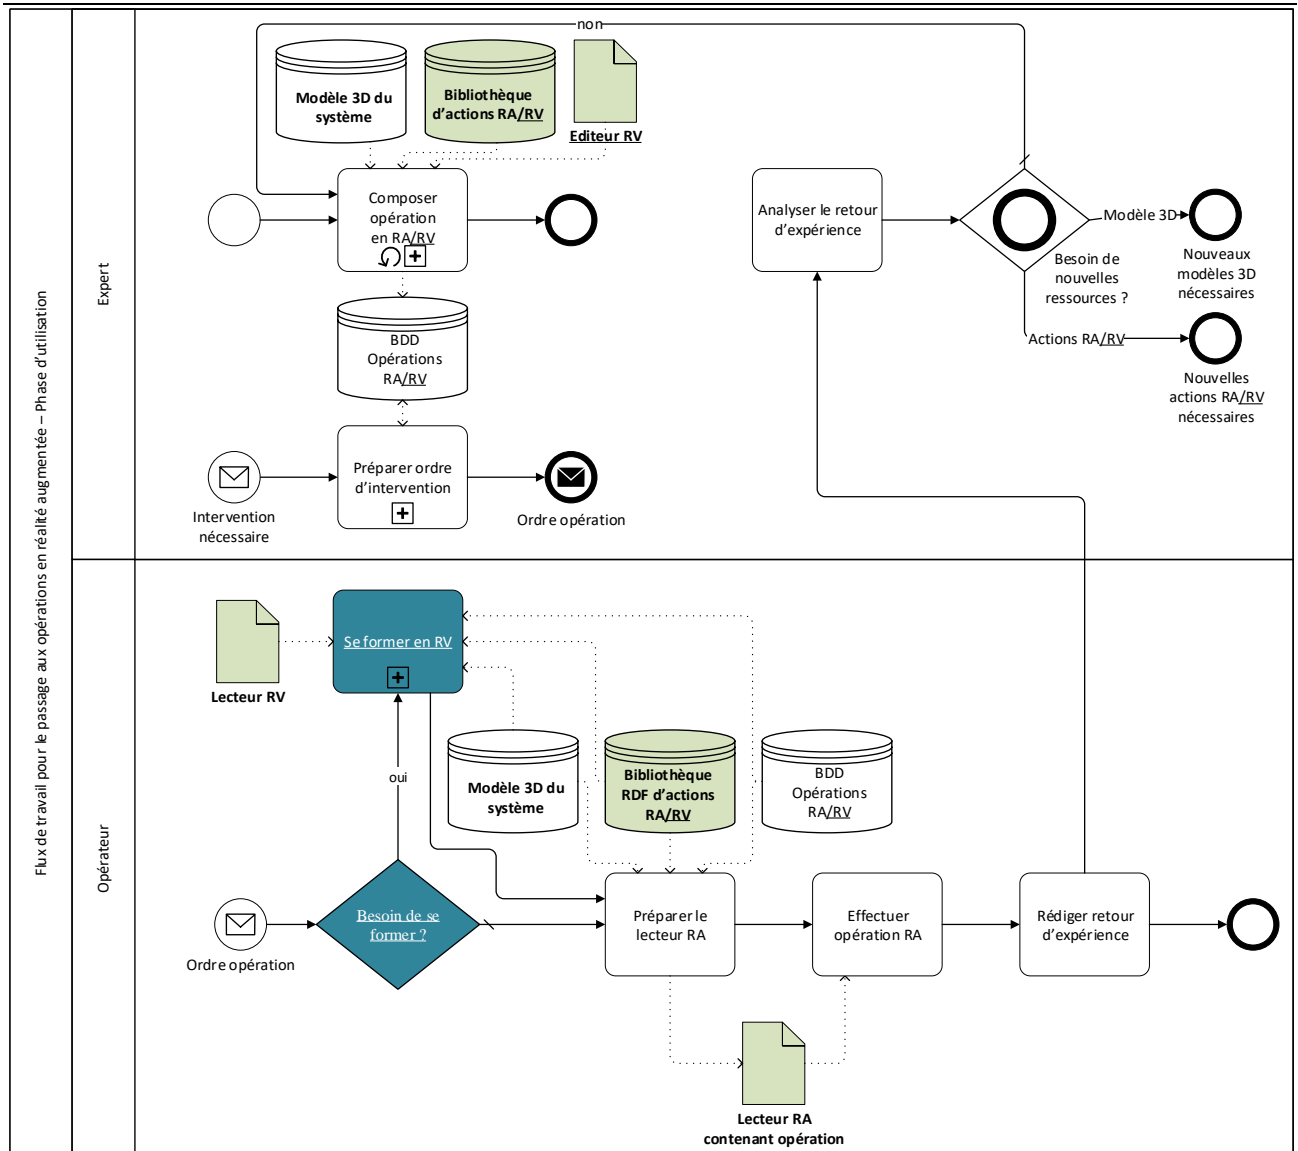 Flux de travail pour le passage aux opérations en réalité augmentée – Phase d'utilisation
Expert
non
Modèle 3D du
système
Bibliothèque
d'actions RA/RV
Editeur RV
Composer
opération
en RA/RV
BDD
Opérations
RA/RV
Intervention
nécessaire
Préparer ordre
d'intervention
Ordre opération
Analyser le retour
d'expérience
Besoin de
nouvelles
ressources ?
Modèle 3D
Nouveaux
modèles 3D
nécessaires
Actions RA/RV
Nouvelles
actions RA/RV
nécessaires
Opérateur
Lecteur RV
Se former en RV
oui
Modèle 3D du
système
Bibliothèque
RDF d'actions
RA/RV
BDD
Opérations
RA/RV
Ordre opération
Besoin de se
former ?
Préparer le
lecteur RA
Effectuer
opération RA
Rédiger retour
d'expérience
Lecteur RA
contenant opération